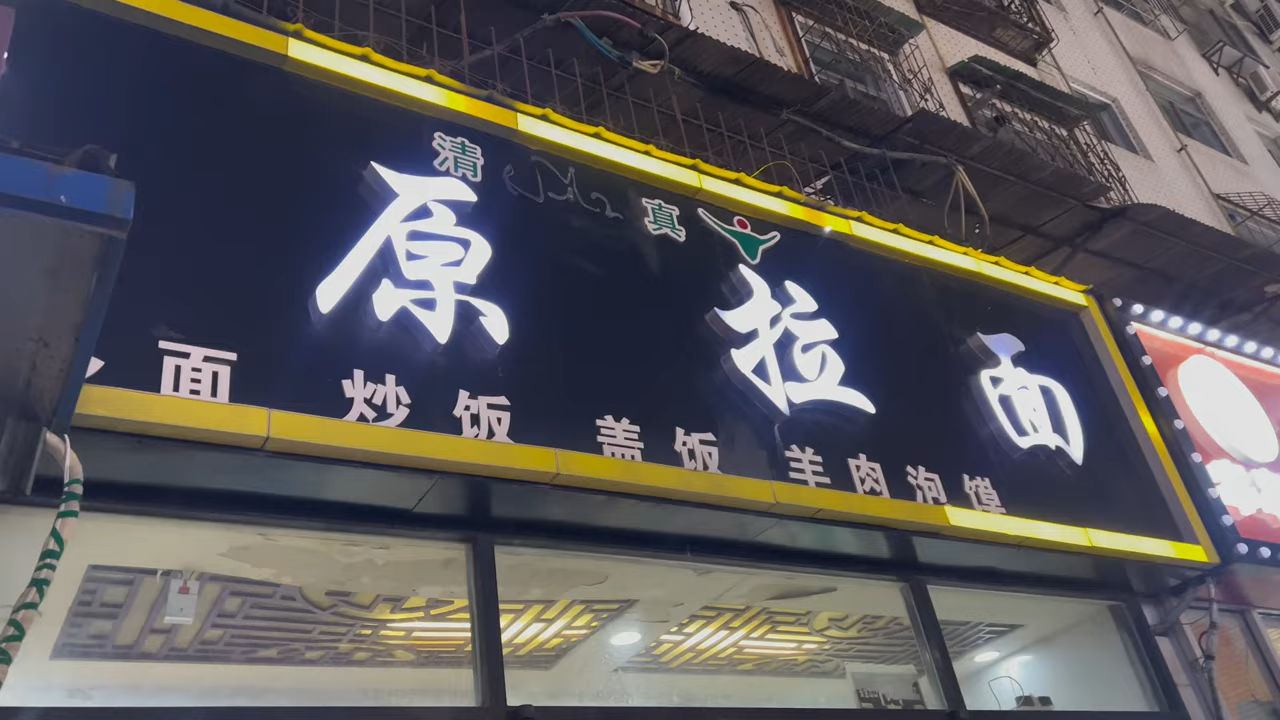 清 真
原 拉 面
面 炒饭 盖饭 羊肉泡馍